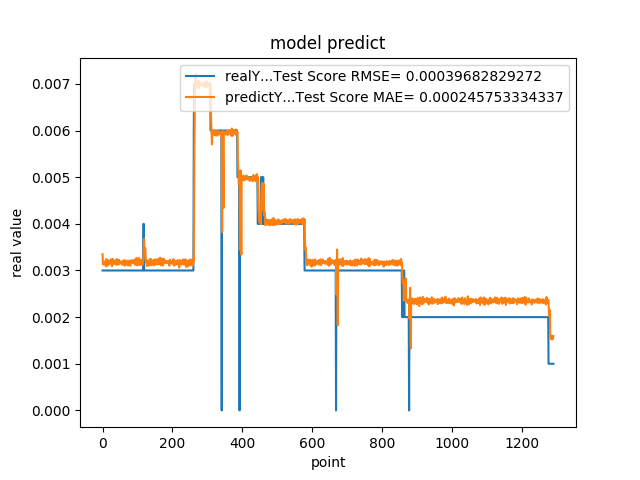 model predict
realY...Test Score RMSE= 0.00039682829272
predictY...Test Score MAE= 0.000245753334337
0.007
0.006
0.005
0.004
0.003
0.002
0.001
0.000
real value
0 200 400 600 800 1000 1200
point